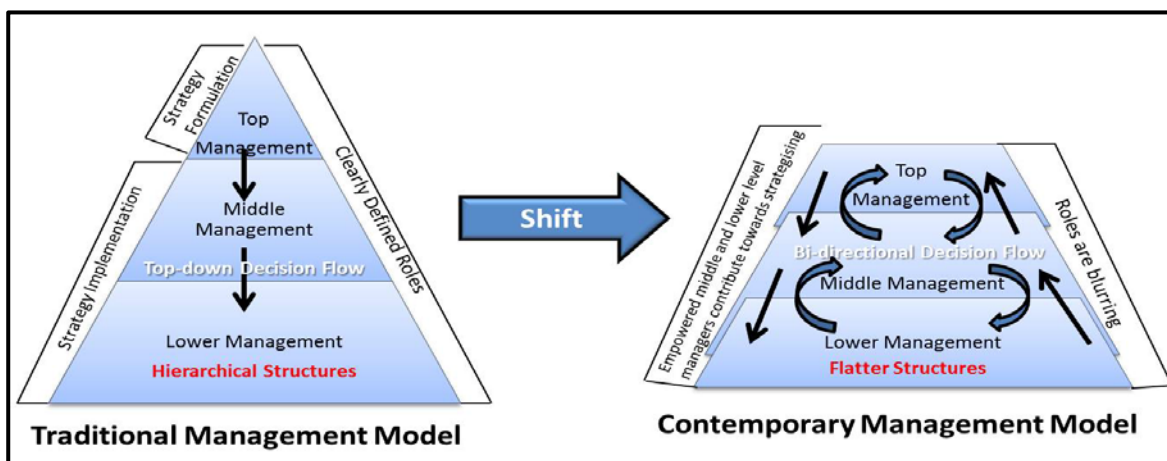 Strategy
Formulation
Top
Management
Strategy Implementation
Middle
Management
Top-down Decision Flow
Clearly Defined Roles
Lower Management
Hierarchical Structures
Traditional Management Model
Shift
Empowered middle and lower level
managers contribute towards strategising
Top
Management
Bi-directional Decision Flow
Middle Management
Roles are blurring
Lower Management
Flatter Structures
Contemporary Management Model